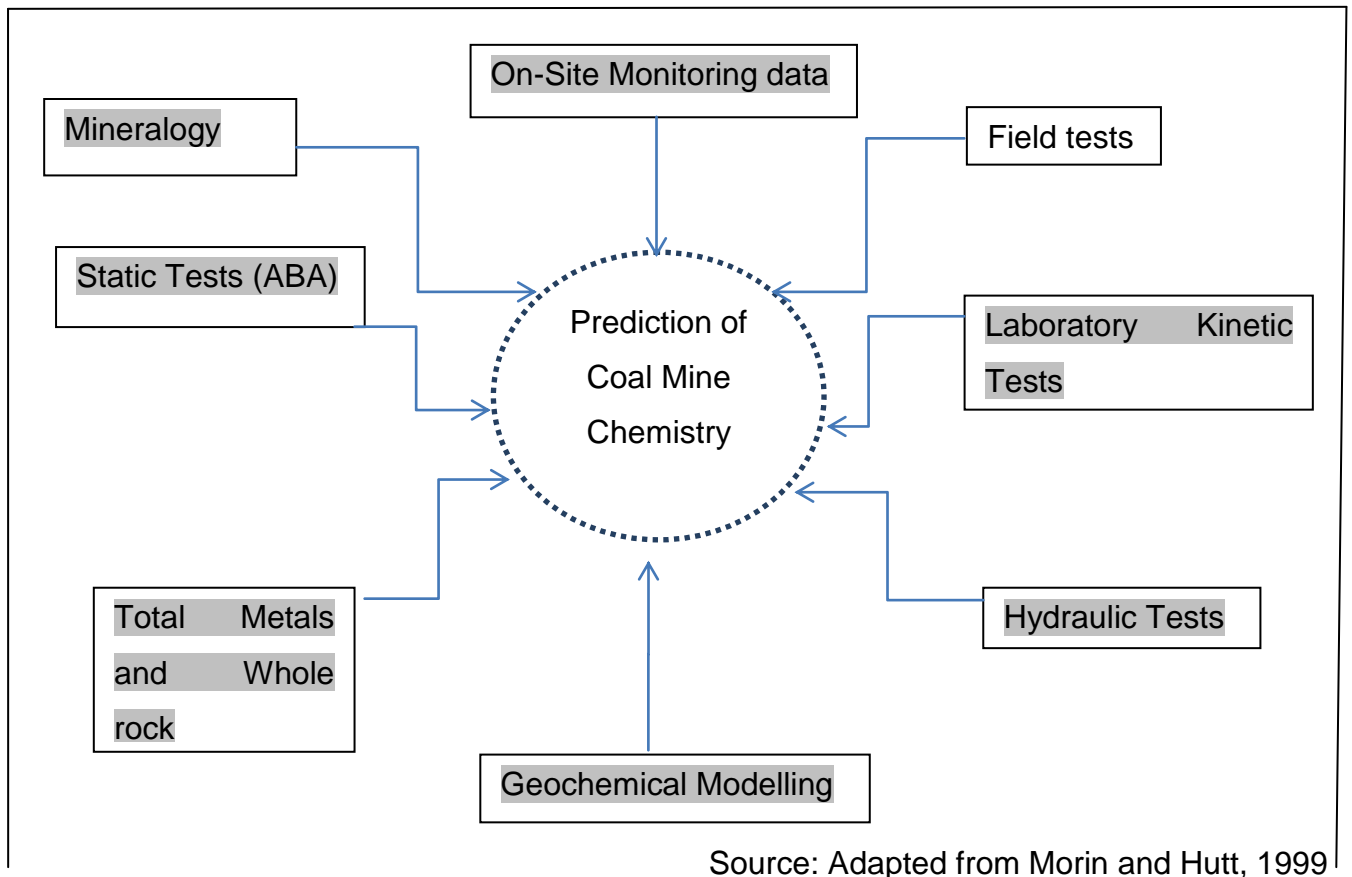 On-Site Monitoring data
Mineralogy
Field tests
Static Tests (ABA)
Prediction of
Coal Mine
Chemistry
Laboratory Kinetic
Tests
Total Metals
and Whole
rock
Hydraulic Tests
Geochemical Modelling
Source: Adapted from Morin and Hutt, 1999